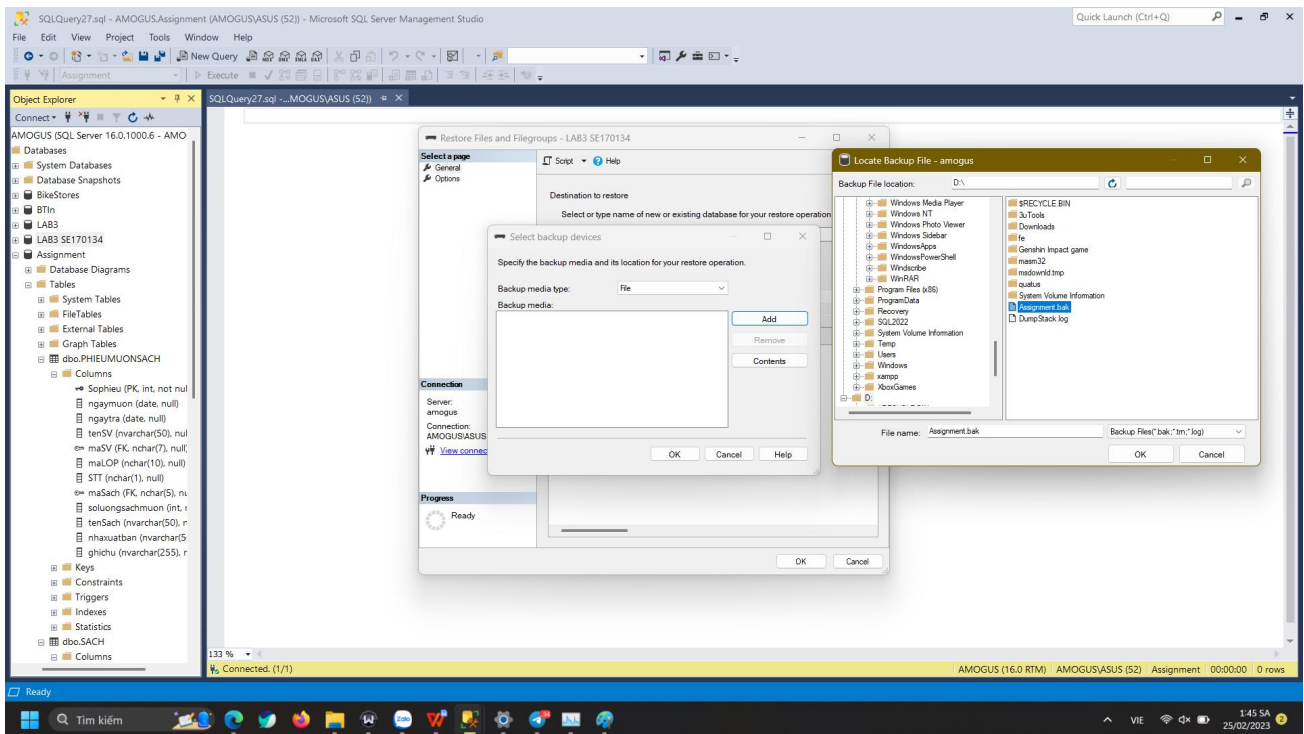 SQLQuery27.sql - AMOGUS.Assignment (AMOGUS\ASUS (52)) - Microsoft SQL Server Management Studio
Quick Launch (Ctrl+Q)
File Edit View Project Tools Window Help
New Query
Assignment
Execute
Object Explorer
SQLQuery27.sql -...MOGUS\ASUS (52))
Connect
AMOGUS (SQL Server 16.0.1000.6 - AMO
Databases
System Databases
Database Snapshots
BikeStores
BTIn
LAB3
LAB3 SE170134
Assignment
Database Diagrams
Tables
System Tables
FileTables
External Tables
Graph Tables
dbo.PHIEUMUONSACH
Columns
Sophieu (PK, int, not nul
ngaymuon (date, null)
ngaytra (date, null)
tenSV (nvarchar(50), nul
maSV (FK, nchar(7), null)
maLOP (nchar(10), null)
STT (nchar(1), null)
maSach (FK, nchar(5), nu
soluongsachmuon (int, r
tenSach (nvarchar(50), n
nhaxuatban (nvarchar(5
ghichu (nvarchar(255), r
Keys
Constraints
Triggers
Indexes
Statistics
dbo.SACH
Columns
Restore Files and Filegroups - LAB3 SE170134
Select a page
General
Options
Script Help
Destination to restore
Select or type name of new or existing database for your restore operation
Connection
Server:
amogus
Connection:
AMOGUS\ASUS
View connec
Progress
Ready
OK Cancel
Select backup devices
Specify the backup media and its location for your restore operation.
Backup media type: File
Backup media:
Add
Remove
Contents
OK Cancel Help
Locate Backup File - amogus
Backup File location: D:\
Windows Media Player
Windows NT
Windows Photo Viewer
Windows Sidebar
WindowsApps
WindowsPowerShell
Windscribe
WinRAR
Program Files (x86)
ProgramData
Recovery
SQL2022
System Volume Information
Temp
Users
Windows
xampp
XboxGames
D:
$RECYCLE.BIN
3uTools
Downloads
fe
Genshin Impact game
masm32
msdownld.tmp
quatus
System Volume Information
Assignment.bak
DumpStack.log
File name: Assignment.bak
Backup Files(*.bak;*.trn;*.log)
OK Cancel
133 %
Connected. (1/1)
AMOGUS (16.0 RTM) AMOGUS\ASUS (52) Assignment 00:00:00 0 rows
Ready
Tìm kiếm
Zalo
VIE
1:45 SA
25/02/2023
2